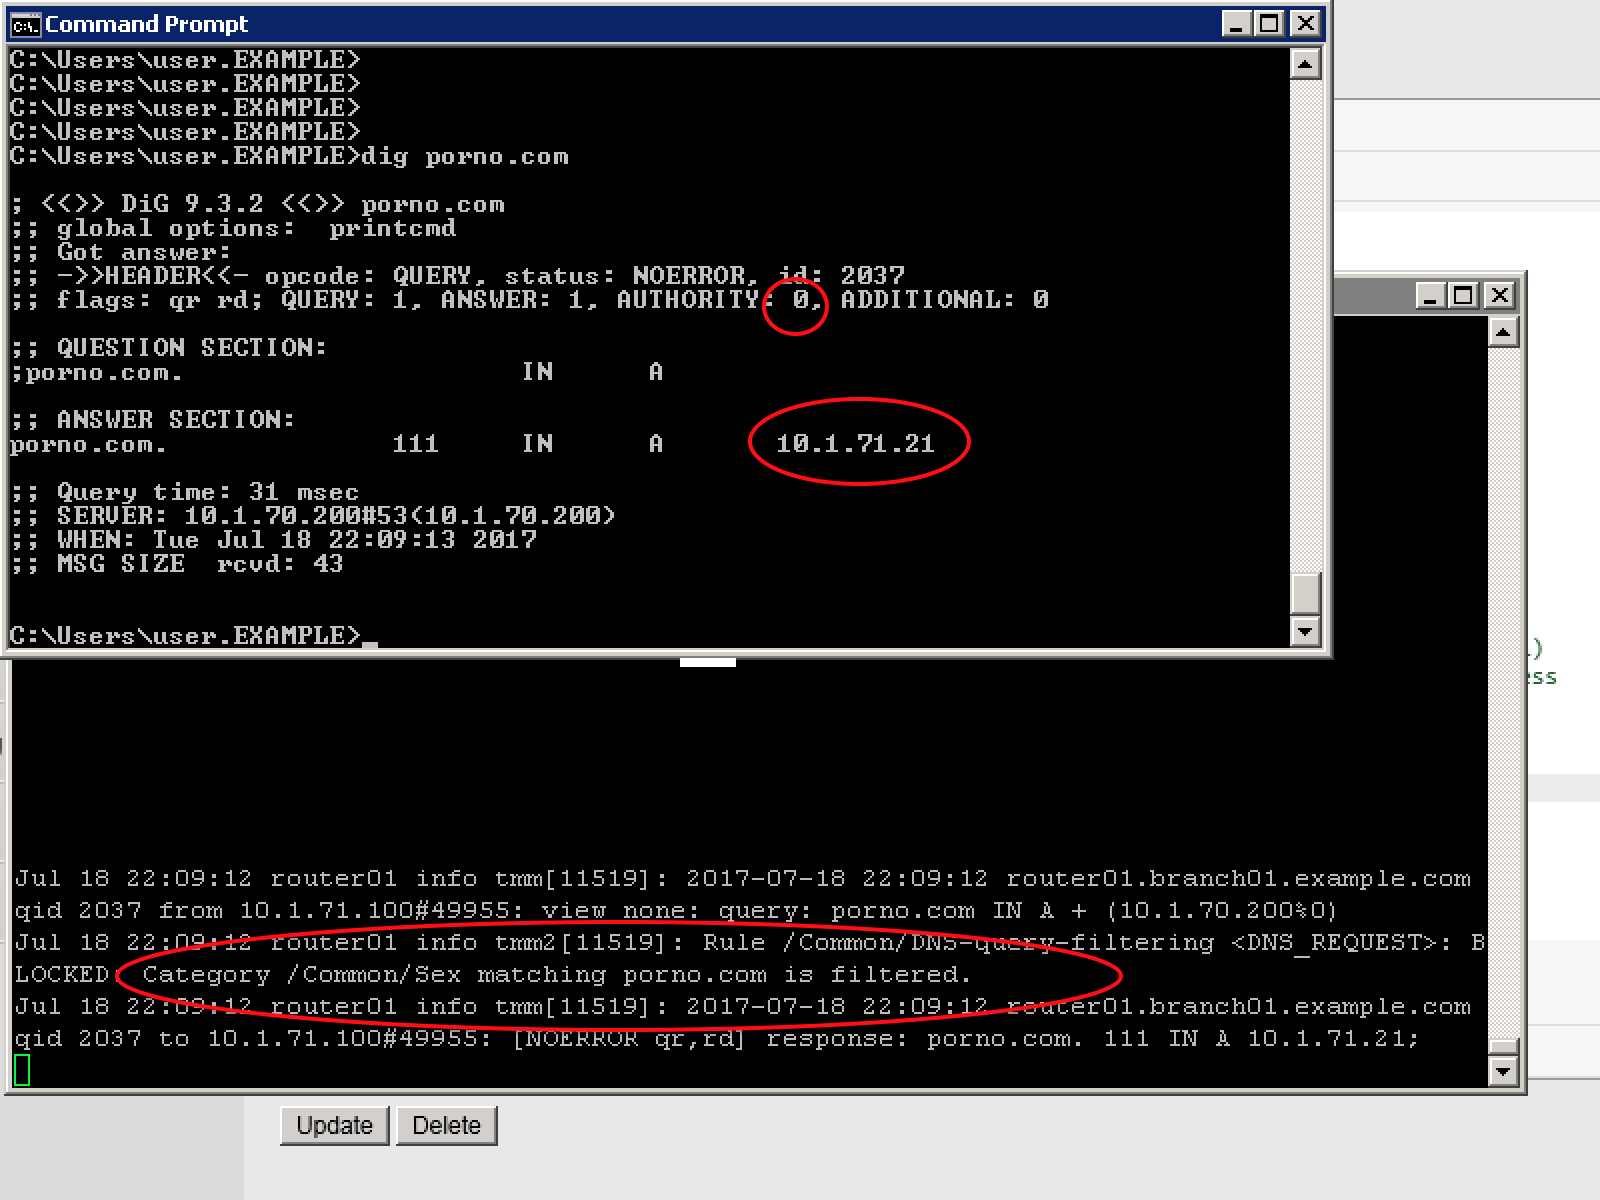 Command Prompt
C:\Users\user.EXAMPLE>
C:\Users\user.EXAMPLE>
C:\Users\user.EXAMPLE>
C:\Users\user.EXAMPLE>
C:\Users\user.EXAMPLE>dig porno.com
; <<>> DiG 9.3.2 <<>> porno.com
;; global options:  printcmd
;; Got answer:
;; ->>HEADER<<- opcode: QUERY, status: NOERROR, id: 2037
;; flags: qr rd; QUERY: 1, ANSWER: 1, AUTHORITY: 0, ADDITIONAL: 0
;; QUESTION SECTION:
;porno.com. IN A
;; ANSWER SECTION:
porno.com. 111 IN A 10.1.71.21
;; Query time: 31 msec
;; SERVER: 10.1.70.200#53(10.1.70.200)
;; WHEN: Tue Jul 18 22:09:13 2017
;; MSG SIZE  rcvd: 43
C:\Users\user.EXAMPLE>_
Jul 18 22:09:12 router01 info tmm[11519]: 2017-07-18 22:09:12 router01.branch01.example.com
qid 2037 from 10.1.71.100#49955: view none: query: porno.com IN A + (10.1.70.200%0)
Jul 18 22:09:12 router01 info tmm2[11519]: Rule /Common/DNS-query-filtering <DNS_REQUEST>: B
LOCKED: Category /Common/Sex matching porno.com is filtered.
Jul 18 22:09:12 router01 info tmm[11519]: 2017-07-18 22:09:12 router01.branch01.example.com
qid 2037 to 10.1.71.100#49955: [NOERROR qr,rd] response: porno.com. 111 IN A 10.1.71.21;
Update Delete